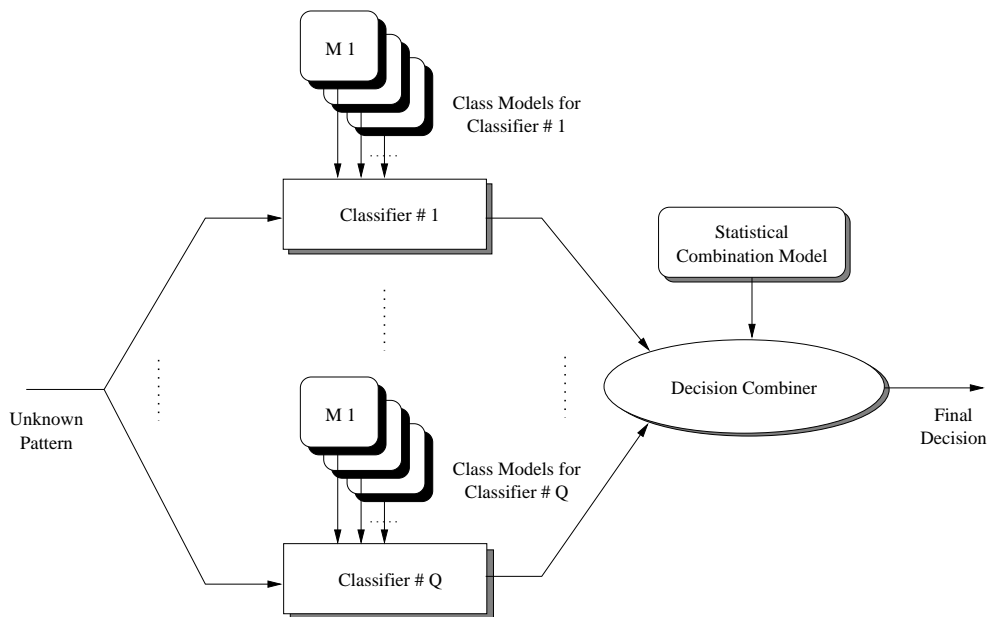 M 1
Class Models for
Classifier # 1
Classifier # 1
Statistical
Combination Model
Decision Combiner
Unknown
Pattern
Final
Decision
M 1
Class Models for
Classifier # Q
Classifier # Q